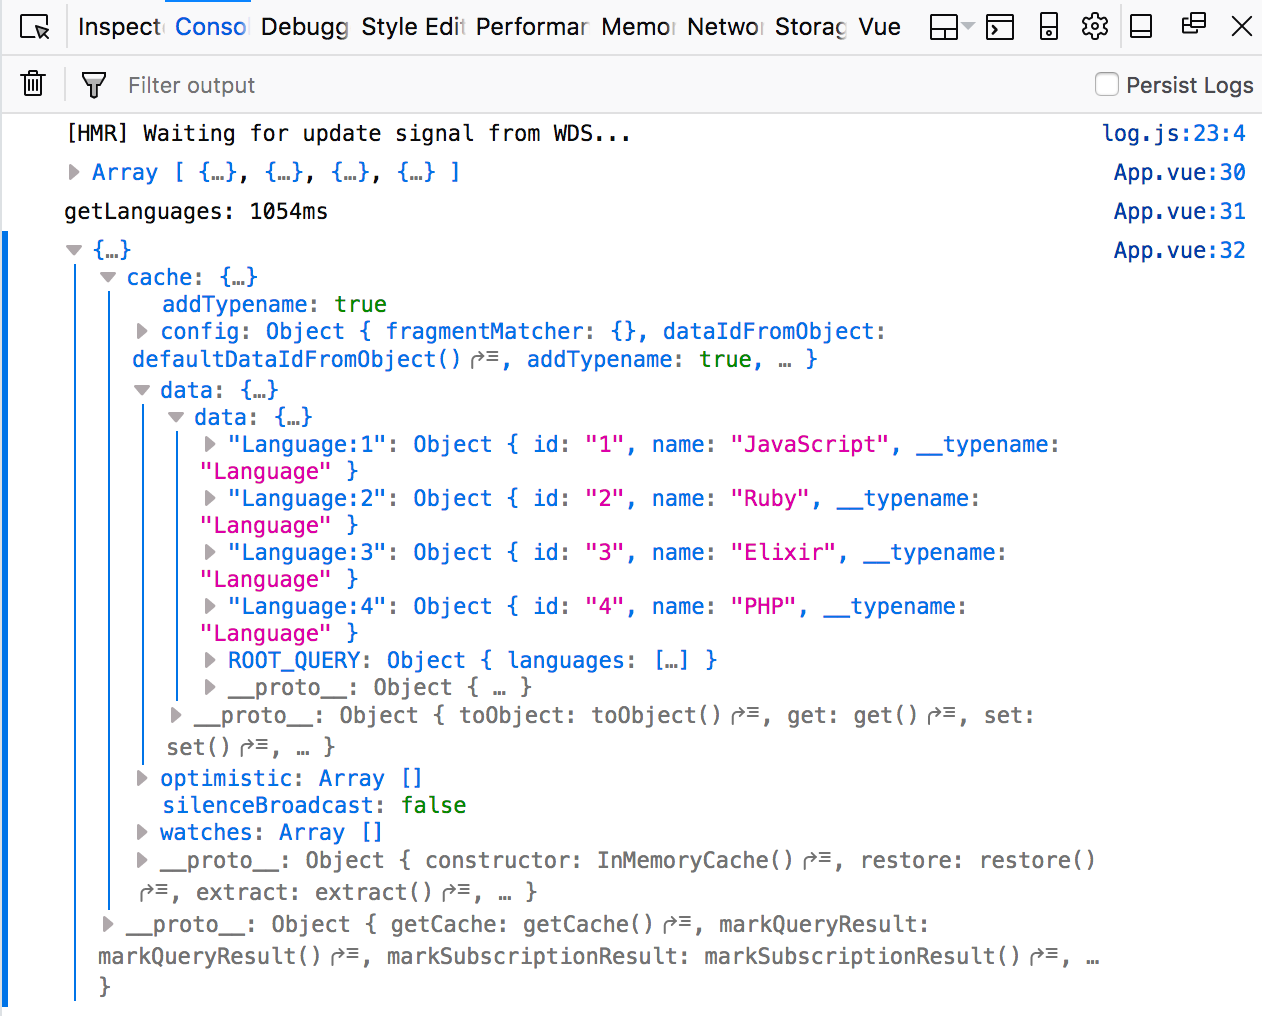 Inspect Conso Debugg Style Edit Performan Memo Netwo Storag Vue
Filter output Persist Logs
[HMR] Waiting for update signal from WDS... log.js:23:4
Array [ {…}, {…}, {…}, {…} ] App.vue:30
getLanguages: 1054ms App.vue:31
{…} App.vue:32
cache: {…}
addTypename: true
config: Object { fragmentMatcher: {}, dataIdFromObject:
defaultDataIdFromObject() , addTypename: true, … }
data: {…}
data: {…}
"Language:1": Object { id: "1", name: "JavaScript", __typename:
"Language" }
"Language:2": Object { id: "2", name: "Ruby", __typename:
"Language" }
"Language:3": Object { id: "3", name: "Elixir", __typename:
"Language" }
"Language:4": Object { id: "4", name: "PHP", __typename:
"Language" }
ROOT_QUERY: Object { languages: […] }
__proto__: Object { … }
__proto__: Object { toObject: toObject() , get: get() , set:
set() , … }
optimistic: Array []
silenceBroadcast: false
watches: Array []
__proto__: Object { constructor: InMemoryCache() , restore: restore()
, extract: extract() , … }
__proto__: Object { getCache: getCache() , markQueryResult:
markQueryResult() , markSubscriptionResult: markSubscriptionResult() , …
}